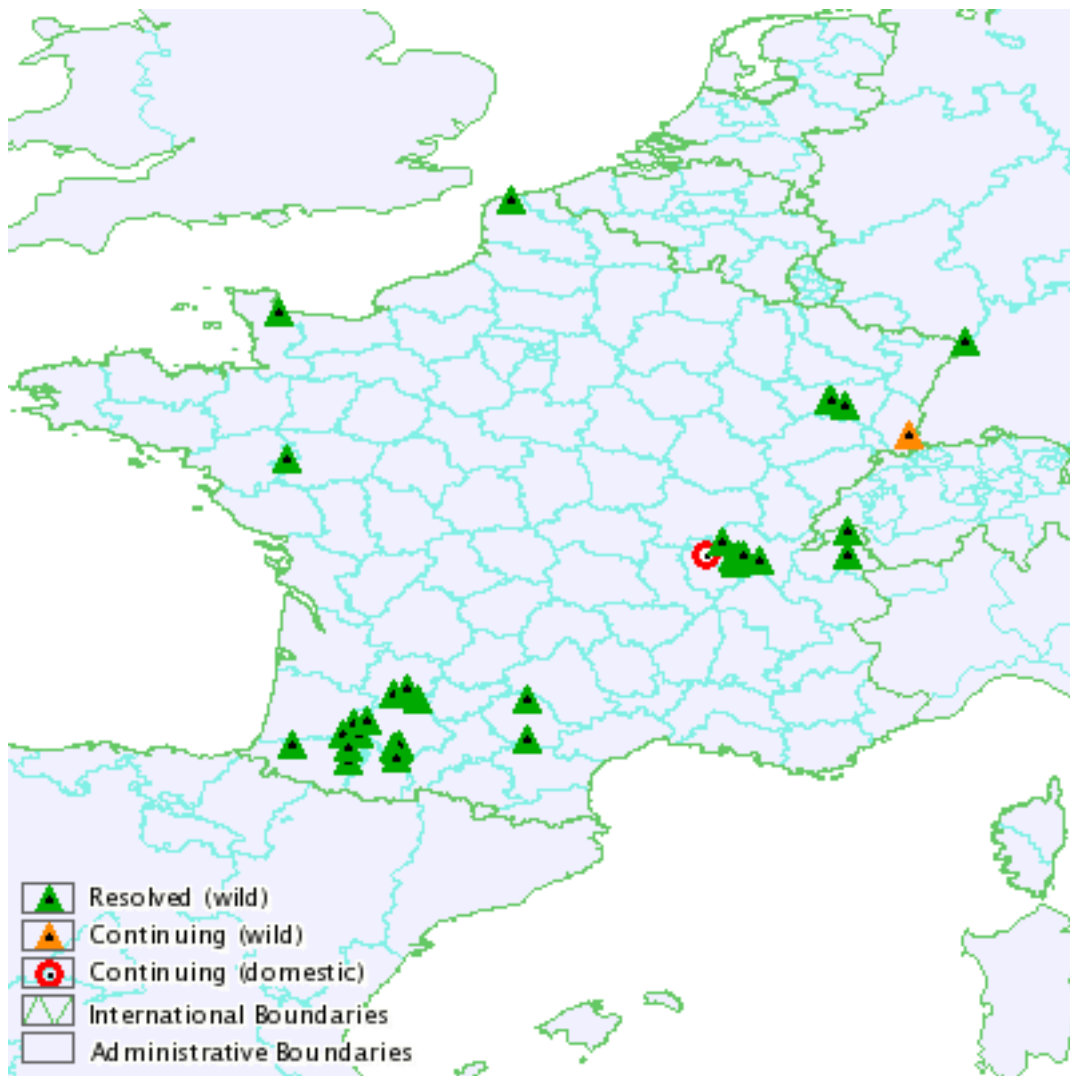 Resolved (wild)
Continuing (wild)
Continuing (domestic)
International Boundaries
Administrative Boundaries